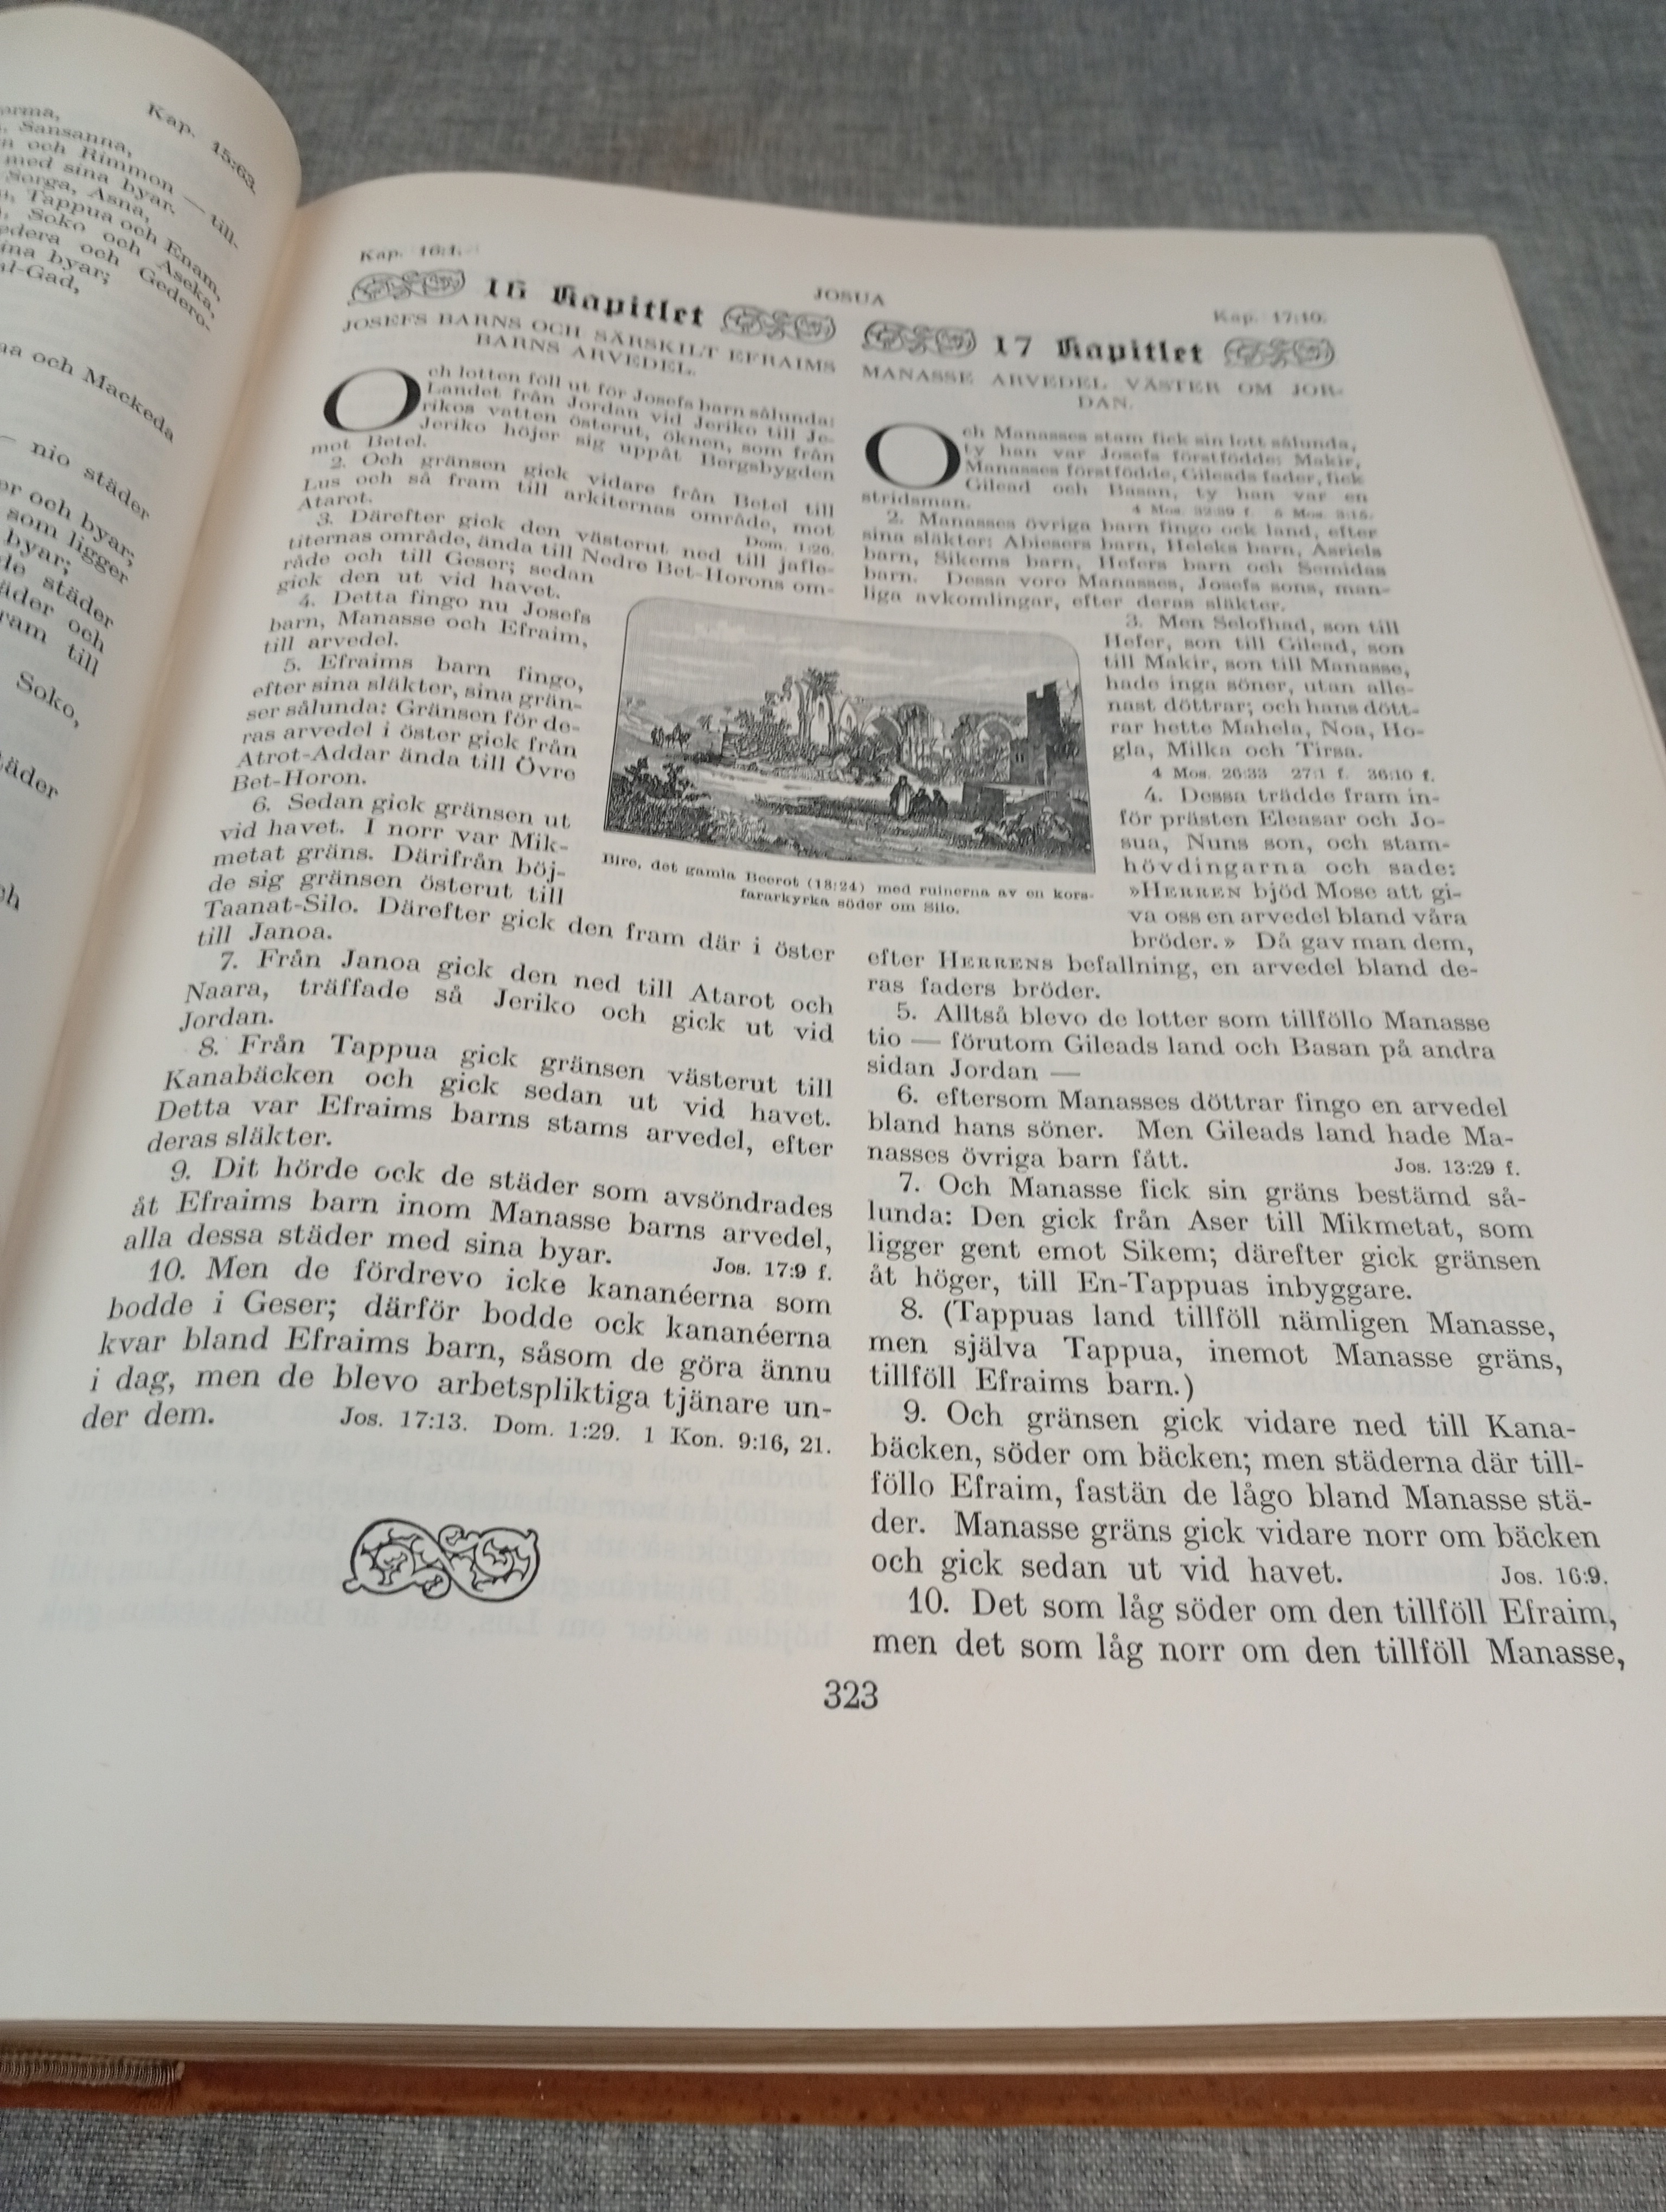 Kap. 15:63.
Sansanna,
och Rimmon — till-
med sina byar.
Sorga, Asna,
Tappua och Enam,
Soko och Aseka,
och Gedero-
byar;
och Mackeda
— nio städer
och byar;
som ligger
byar;
städer
och
till
Soko,
Kap. 16:1.
JOSUA
Kap. 17:10.
16 Kapitlet
JOSEFS BARNS OCH SÄRSKILT EFRAIMS
BARNS ARVEDEL.
Och lotten föll ut för Josefs barn sålunda:
Landet från Jordan vid Jeriko till Je-
rikos vatten österut, öknen, som från
Jeriko höjer sig uppåt Bergsbygden
mot Betel.
2. Och gränsen gick vidare från Betel till
Lus och så fram till arkiternas område, mot
Atarot.
Dom. 1:26.
3. Därefter gick den västerut ned till jafle-
titernas område, ända till Nedre Bet-Horons om-
råde och till Geser; sedan
gick den ut vid havet.
4. Detta fingo nu Josefs
barn, Manasse och Efraim,
till arvedel.
5. Efraims barn fingo,
efter sina släkter, sina grän-
ser sålunda: Gränsen för de-
ras arvedel i öster gick från
Atrot-Addar ända till Övre
Bet-Horon.
6. Sedan gick gränsen ut
vid havet. I norr var Mik-
metat gräns. Därifrån böj-
de sig gränsen österut till
Taanat-Silo. Därefter gick den fram där i öster
till Janoa.
7. Från Janoa gick den ned till Atarot och
Naara, träffade så Jeriko och gick ut vid
Jordan.
8. Från Tappua gick gränsen västerut till
Kanabäcken och gick sedan ut vid havet.
Detta var Efraims barns stams arvedel, efter
deras släkter.
9. Dit hörde ock de städer som avsöndrades
åt Efraims barn inom Manasse barns arvedel,
alla dessa städer med sina byar.
Jos. 17:9 f.
10. Men de fördrevo icke kananéerna som
bodde i Geser; därför bodde ock kananéerna
kvar bland Efraims barn, såsom de göra ännu
i dag, men de blevo arbetspliktiga tjänare un-
der dem.
Jos. 17:13. Dom. 1:29. 1 Kon. 9:16, 21.
Bire, det gamla Beerot (18:24) med ruinerna av en kors-
fararkyrka söder om Silo.
17 Kapitlet
MANASSE ARVEDEL VÄSTER OM JOR-
DAN.
Och Manasses stam fick sin lott sålunda,
ty han var Josefs förstfödde: Makir,
Manasses förstfödde, Gileads fader, fick
Gilead och Basan, ty han var en
stridsman.
4 Mos. 32:39 f. 5 Mos. 3:15.
2. Manasses övriga barn fingo ock land, efter
sina släkter: Abiesers barn, Heleks barn, Asriels
barn, Sikems barn, Hefers barn och Semidas
barn. Dessa voro Manasses, Josefs sons, man-
liga avkomlingar, efter deras släkter.
3. Men Selofhad, son till
Hefer, son till Gilead, son
till Makir, son till Manasse,
hade inga söner, utan alle-
nast döttrar; och hans dött-
rar hette Mahela, Noa, Ho-
gla, Milka och Tirsa.
4 Mos. 26:33 27:1 f. 36:10 f.
4. Dessa trädde fram in-
för prästen Eleasar och Jo-
sua, Nuns son, och stam-
hövdingarna och sade:
»HERREN bjöd Mose att gi-
va oss en arvedel bland våra
bröder.» Då gav man dem,
efter HERRENS befallning, en arvedel bland de-
ras faders bröder.
5. Alltså blevo de lotter som tillföllo Manasse
tio — förutom Gileads land och Basan på andra
sidan Jordan —
6. eftersom Manasses döttrar fingo en arvedel
bland hans söner. Men Gileads land hade Ma-
nasses övriga barn fått.
Jos. 13:29 f.
7. Och Manasse fick sin gräns bestämd så-
lunda: Den gick från Aser till Mikmetat, som
ligger gent emot Sikem; därefter gick gränsen
åt höger, till En-Tappuas inbyggare.
8. (Tappuas land tillföll nämligen Manasse,
men själva Tappua, inemot Manasse gräns,
tillföll Efraims barn.)
9. Och gränsen gick vidare ned till Kana-
bäcken, söder om bäcken; men städerna där till-
föllo Efraim, fastän de lågo bland Manasse stä-
der. Manasse gräns gick vidare norr om bäcken
och gick sedan ut vid havet.
Jos. 16:9.
10. Det som låg söder om den tillföll Efraim,
men det som låg norr om den tillföll Manasse,
323